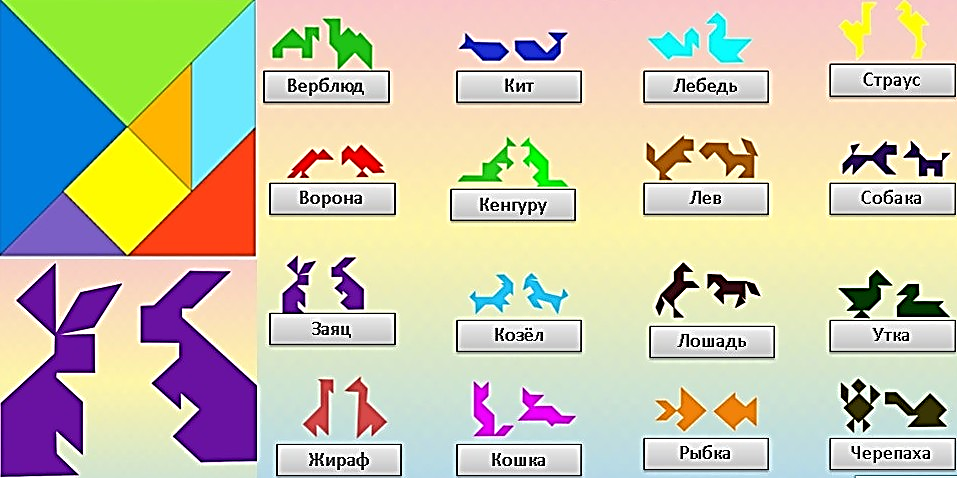 Верблюд
Кит
Лебедь
Страус
Ворона
Кенгуру
Лев
Собака
Заяц
Козёл
Лошадь
Утка
Жираф
Кошка
Рыбка
Черепаха